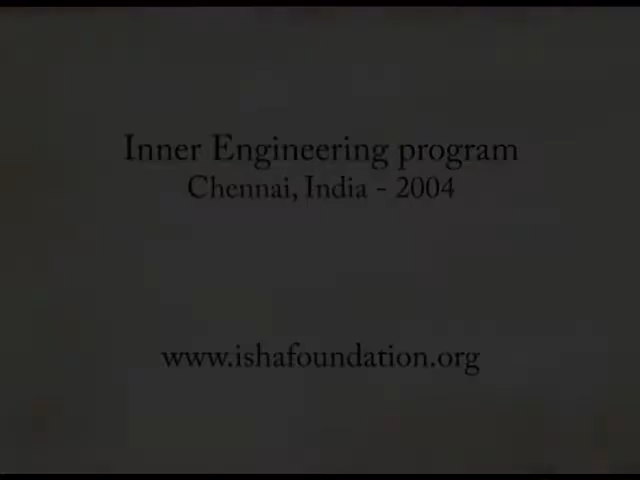 Inner Engineering program
Chennai, India - 2004
www.ishafoundation.org